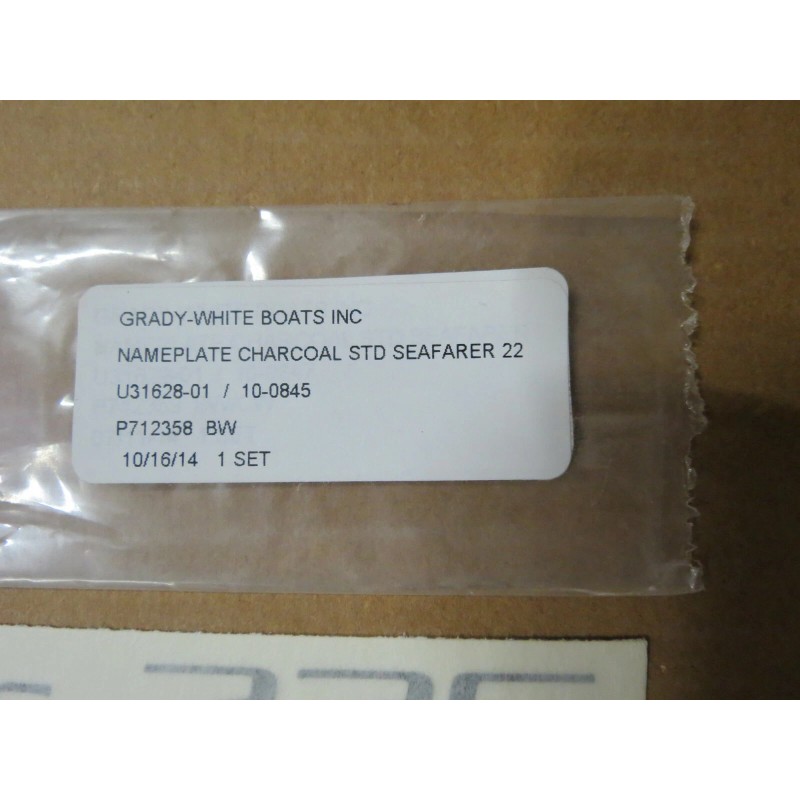 GRADY-WHITE BOATS INC
NAMEPLATE CHARCOAL STD SEAFARER 22
U31628-01 / 10-0845
P712358 BW
10/16/14 1 SET